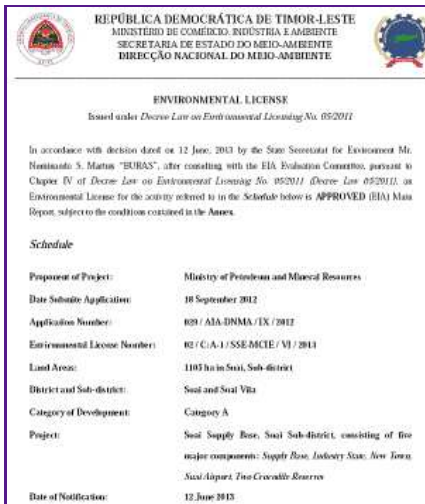 REPÚBLICA DEMOCRÁTICA DE TIMOR-LESTE
MINISTÉRIO DE COMÉRCIO, INDÚSTRIA E AMBIENTE
SECRETARIA DE ESTADO DO MEIO-AMBIENTE
DIRECÇÃO NACIONAL DO MEIO-AMBIENTE
ENVIRONMENTAL LICENSE
Issued under Decree Law on Environmental Licensing No. 05/2011
In accordance with decision dated on 12 June, 2013 by the State Secretariat for Environment Mr.
S. Martins "BURAS", after consulting with the EIA Evaluation Committee, pursuant to
Chapter IV of Decree Law on Environmental Licensing No. 05/2011 (Decree Law 05/2011), an
Environmental License for the activity referred to in the Schedule below is APPROVED (EIA) Main
Report, subject to the conditions contained in the Annex.
Schedule
Proponent of Project: Ministry of Petroleum and Mineral Resources
Date Submite Application: 18 September 2012
Application Number: 029 / AIA-DNMA / IX / 2012
Environmental License Number: 02 / C:A-1 / SSE-MCIE / VI / 2013
Land Areas: 1105 ha in Suai, Sub-district
District and Sub-district: Suai and Suai Vila
Category of Development: Category A
Project: Suai Supply Base, Suai Sub-district, consisting of five
major components: Supply Base, Industry State, New Town,
Suai Airport, Two Crocodile Reserves
Date of Notification: 12 June 2013